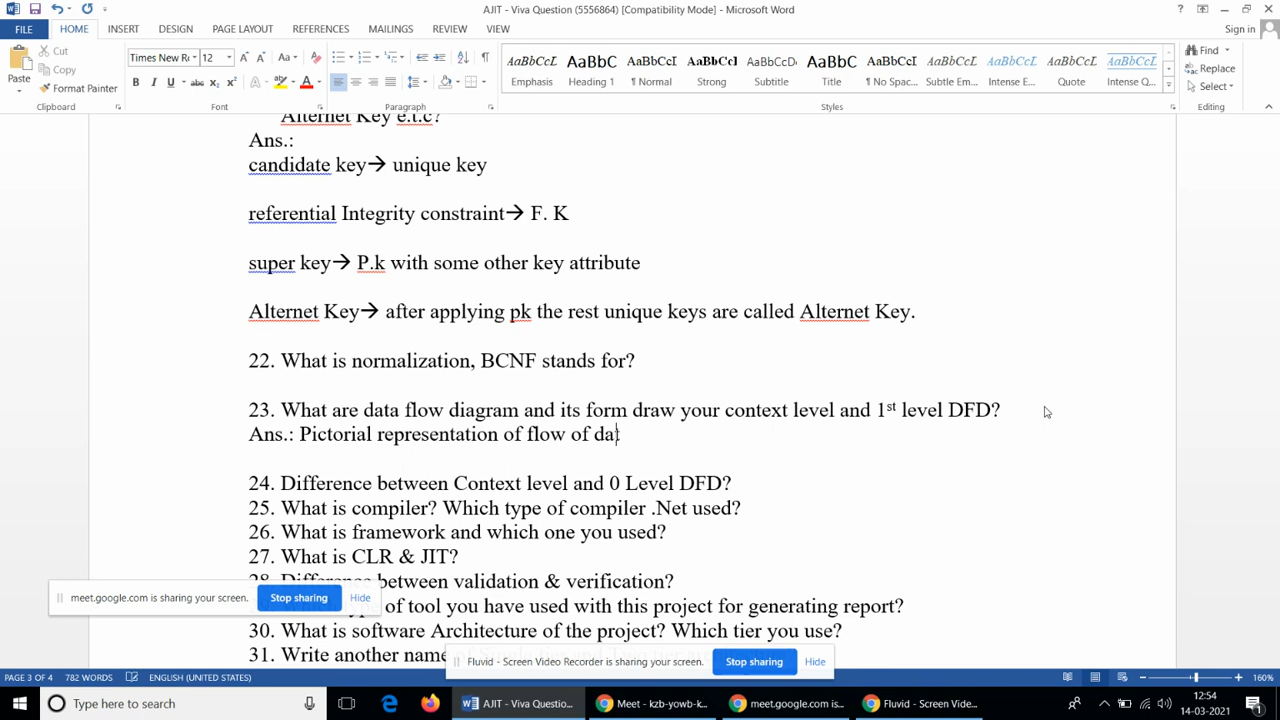 AJIT - Viva Question (5556864) [Compatibility Mode] - Microsoft Word
FILE HOME INSERT DESIGN PAGE LAYOUT REFERENCES MAILINGS REVIEW VIEW Sign in
Paste
Cut
Copy
Format Painter
Clipboard
Times New Ro 12
Font
Paragraph
AaBbCcL AaBbC AaBbCcL AaBbCcL AaBbCcD AaBbC AaBbCcL AaBbCcL AaBbCcL AaBbCcL AaBbCcL
Emphasis Heading 1 ¶ Normal Strong Subtitle Title ¶ No Spac... Subtle Em... Intense E... Quote Intense Q...
Styles
Find
Replace
Select
Editing
Alternet Key e.t.c?
Ans.:
candidate key→ unique key
referential Integrity constraint→ F. K
super key→ P.k with some other key attribute
Alternet Key→ after applying pk the rest unique keys are called Alternet Key.
22. What is normalization, BCNF stands for?
23. What are data flow diagram and its form draw your context level and 1st level DFD?
Ans.: Pictorial representation of flow of dat
24. Difference between Context level and 0 Level DFD?
25. What is compiler? Which type of compiler .Net used?
26. What is framework and which one you used?
27. What is CLR & JIT?
28. Difference between validation & verification?
of tool you have used with this project for generating report?
30. What is software Architecture of the project? Which tier you use?
31. Write another name of
meet.google.com is sharing your screen. Stop sharing Hide
Fluvid - Screen Video Recorder is sharing your screen. Stop sharing Hide
PAGE 3 OF 4 782 WORDS ENGLISH (UNITED STATES) 160%
Type here to search
AJIT - Viva Questio...
Meet - kzb-yowb-k...
meet.google.com is...
Fluvid - Screen Vide...
12:54
14-03-2021